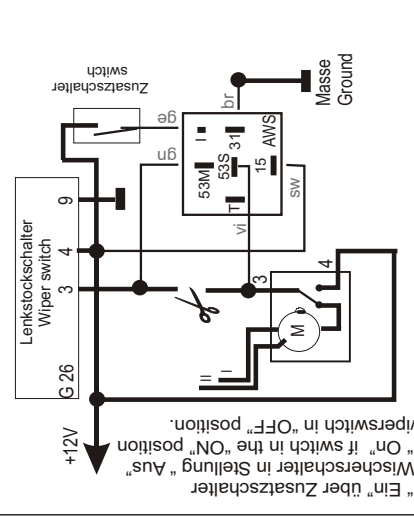 Lenkstockschalter
Wiper switch
G 26
3
4
9
+12V
Zusatzschalter
switch
gn
ge
br
53M
I
53S
31
T
15
AWS
vi
sw
Masse
Ground
3
M
4
I
II
" Ein" über Zusatzschalter
Wischerschalter in Stellung " Aus"
" On" if switch in the "ON" position
wiperswitch in "OFF" position.